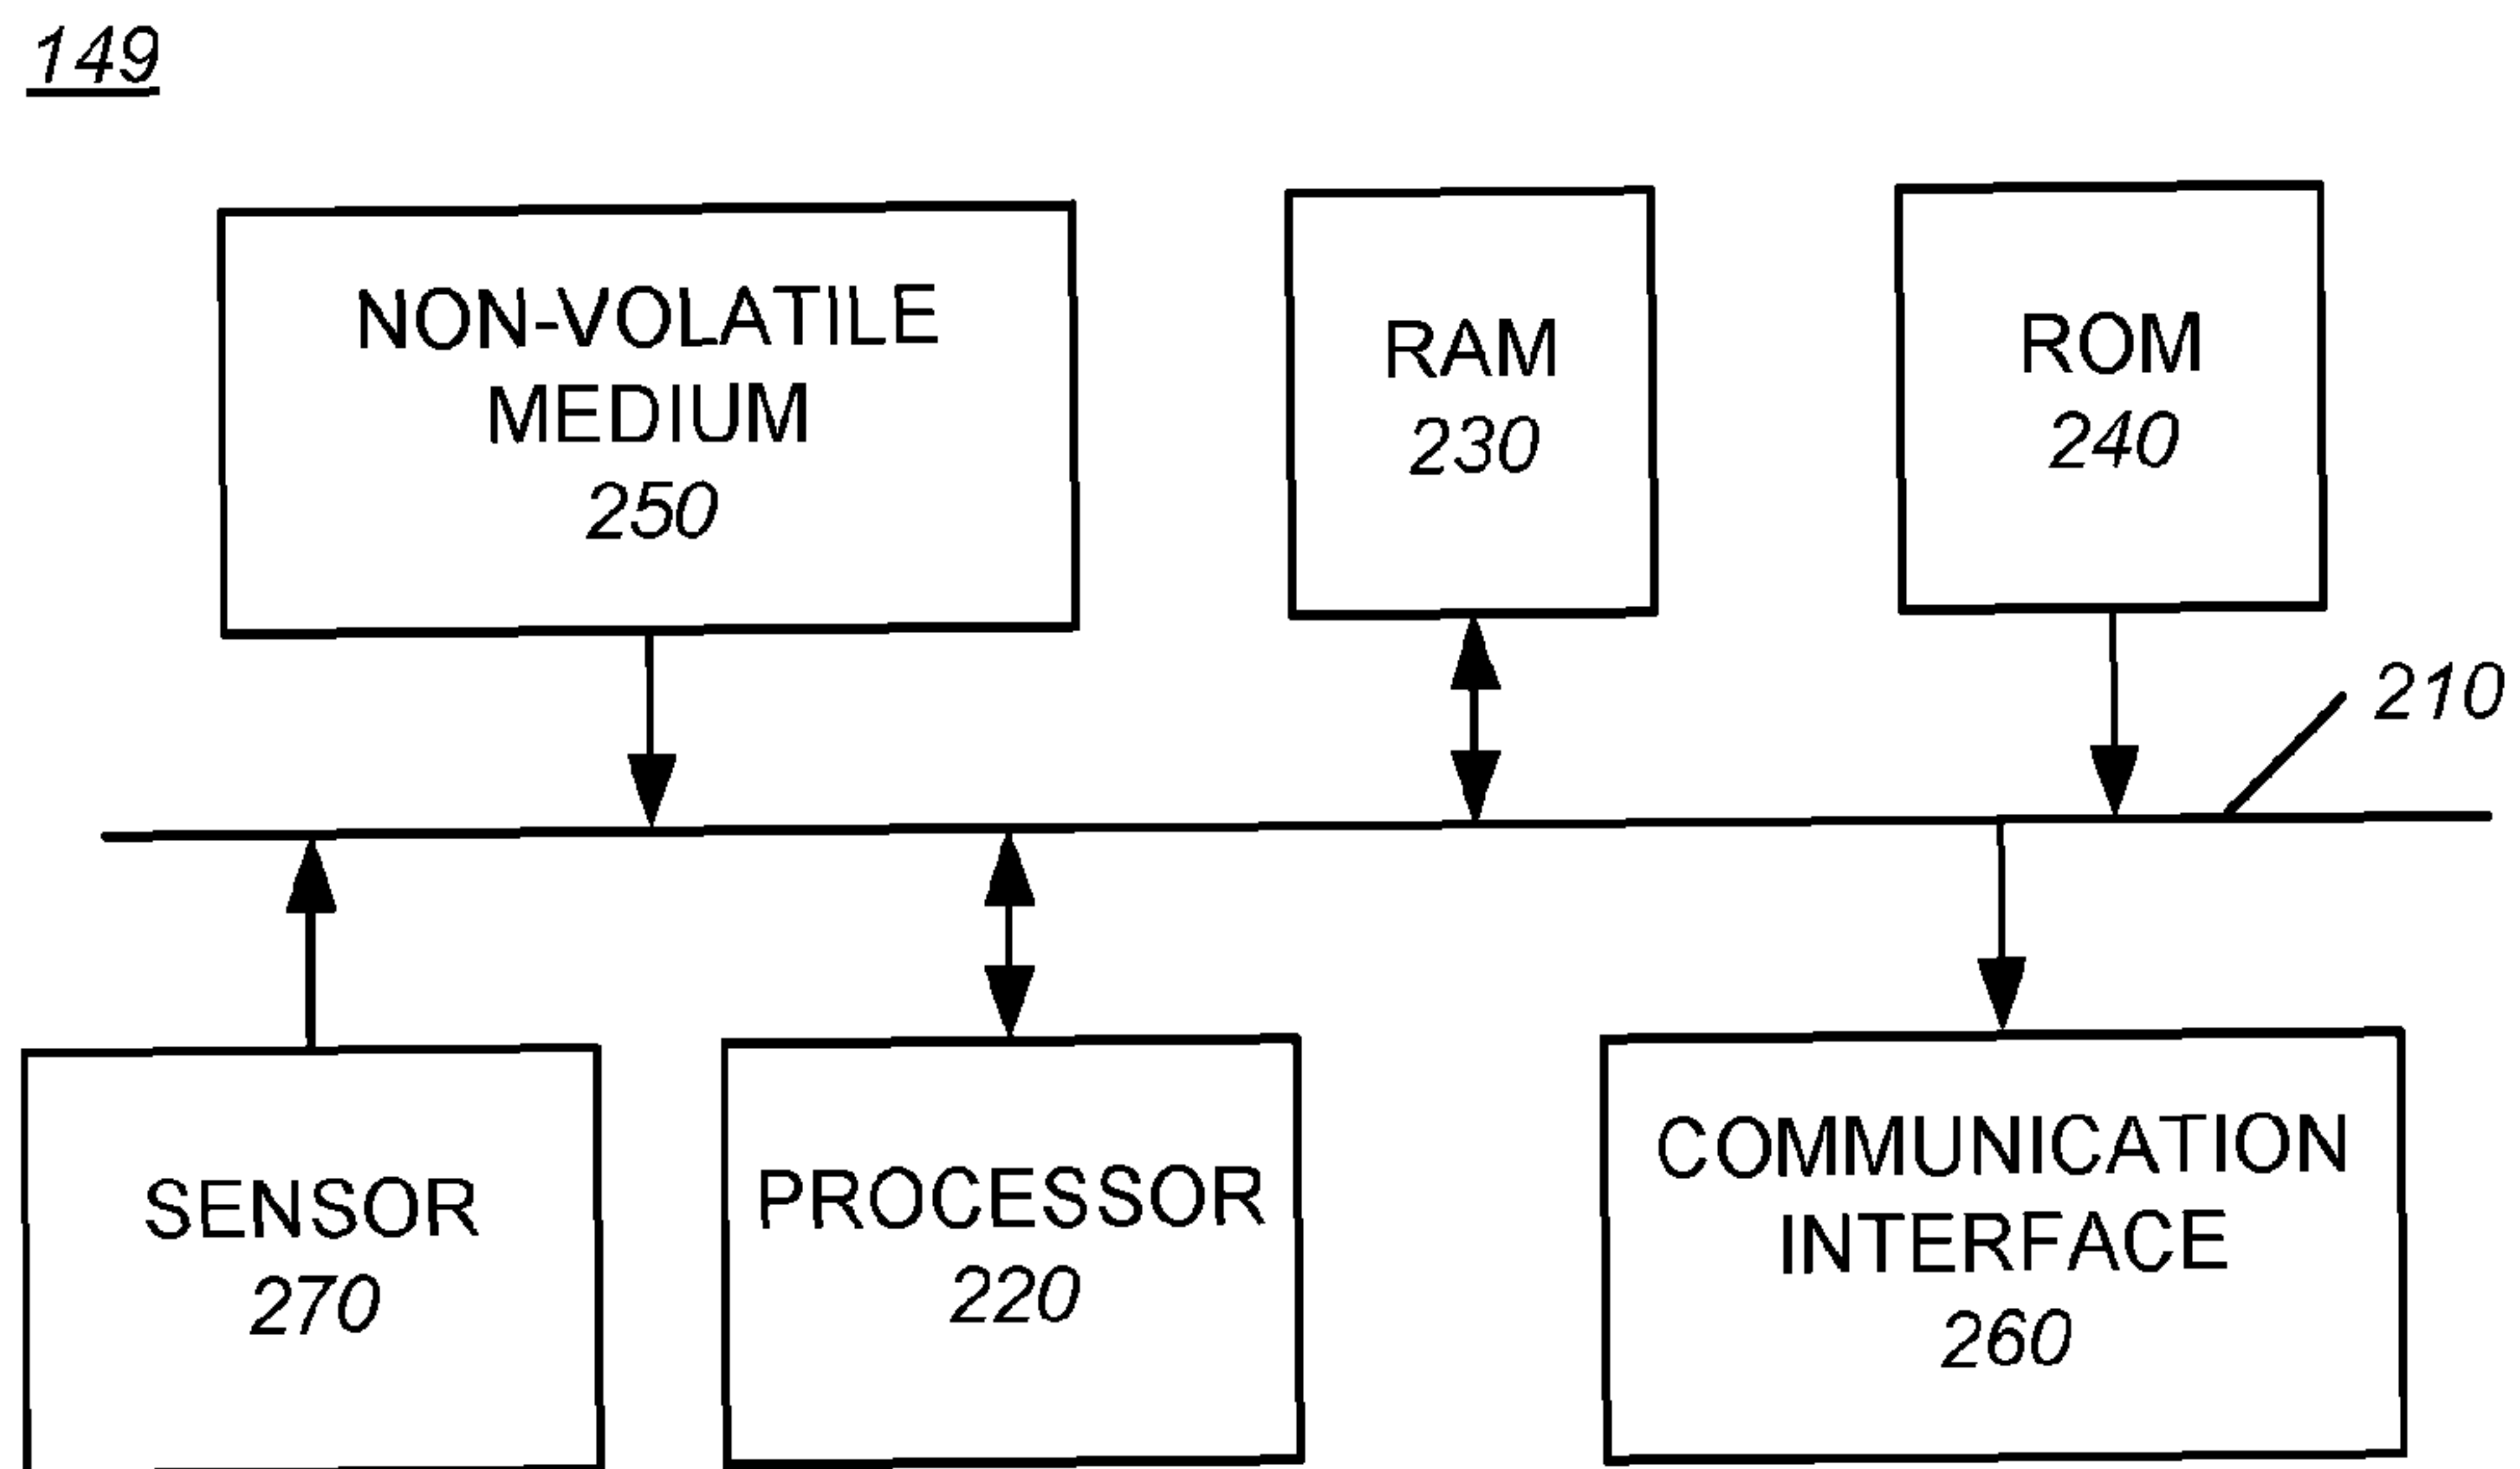 149
NON-VOLATILE
MEDIUM
250
RAM
230
ROM
240
210
SENSOR
270
PROCESSOR
220
COMMUNICATION
INTERFACE
260